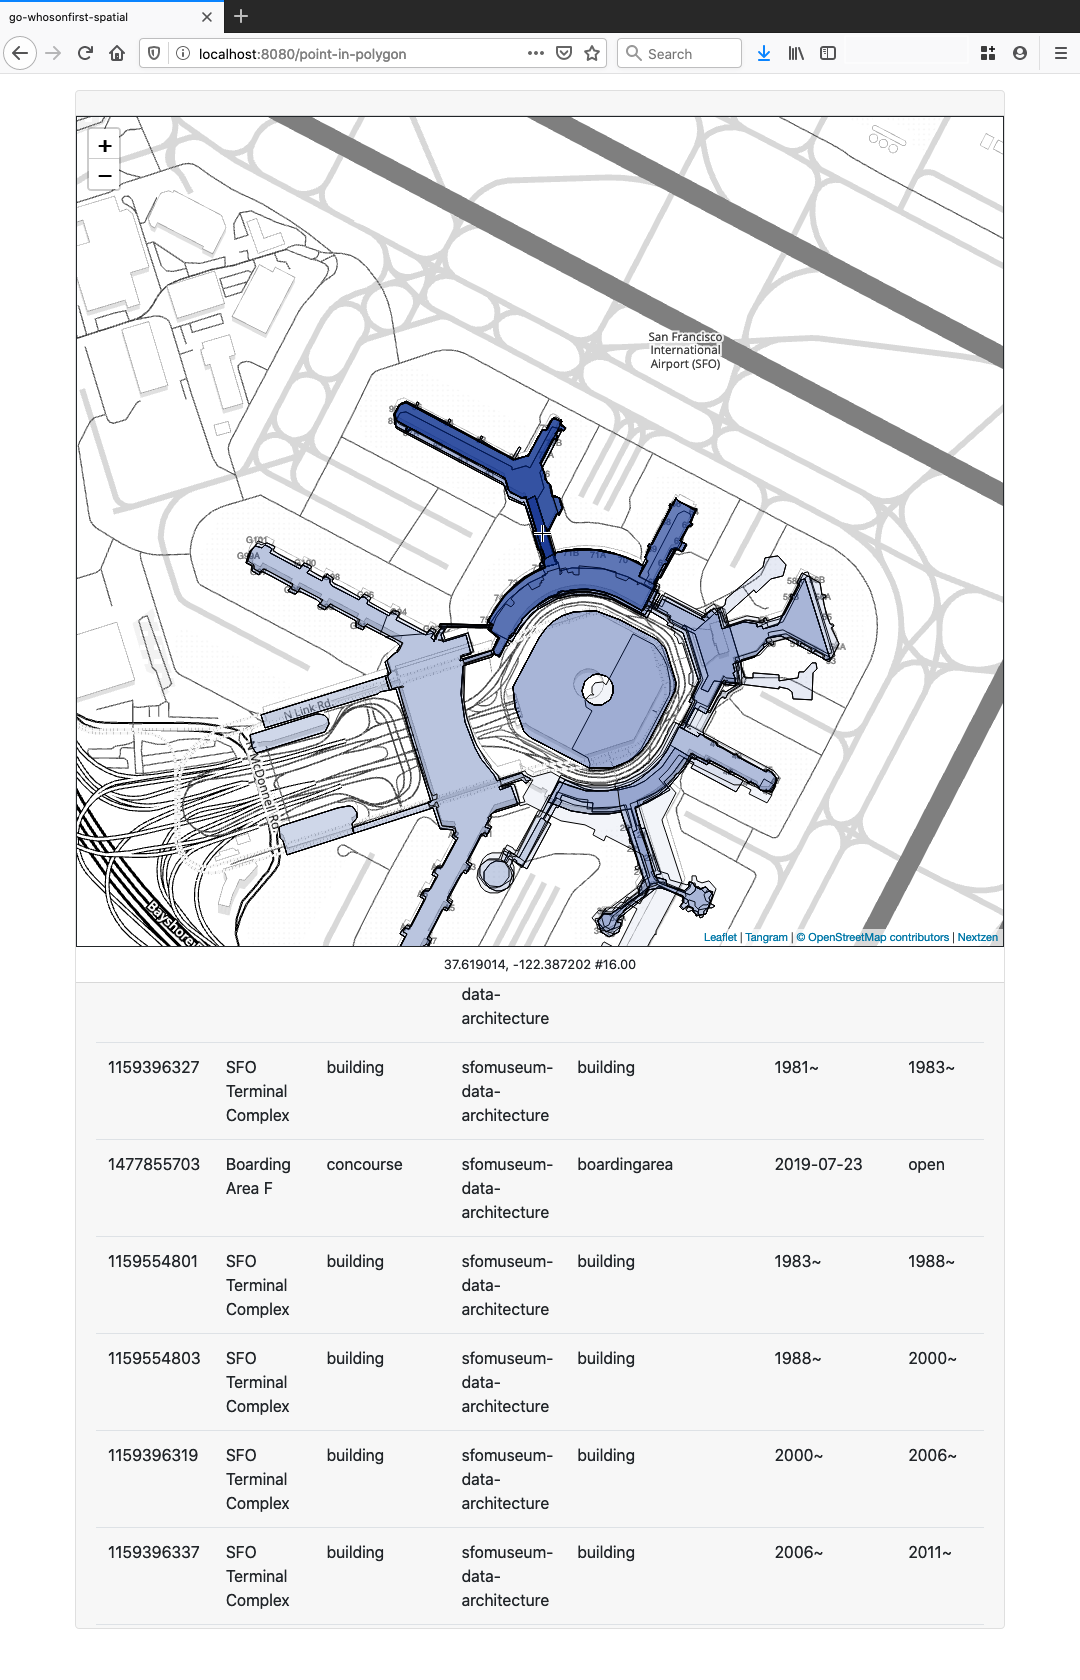 go-whosonfirst-spatial
localhost:8080/point-in-polygon
Search
+
−
San Francisco
International
Airport (SFO)
N Link Rd
McDonnell Rd
Bayshore
Leaflet | Tangram | © OpenStreetMap contributors | Nextzen
37.619014, -122.387202 #16.00
data-
architecture
1159396327 SFO building sfomuseum- building 1981~ 1983~
Terminal data-
Complex architecture
1477855703 Boarding concourse sfomuseum- boardingarea 2019-07-23 open
Area F data-
architecture
1159554801 SFO building sfomuseum- building 1983~ 1988~
Terminal data-
Complex architecture
1159554803 SFO building sfomuseum- building 1988~ 2000~
Terminal data-
Complex architecture
1159396319 SFO building sfomuseum- building 2000~ 2006~
Terminal data-
Complex architecture
1159396337 SFO building sfomuseum- building 2006~ 2011~
Terminal data-
Complex architecture